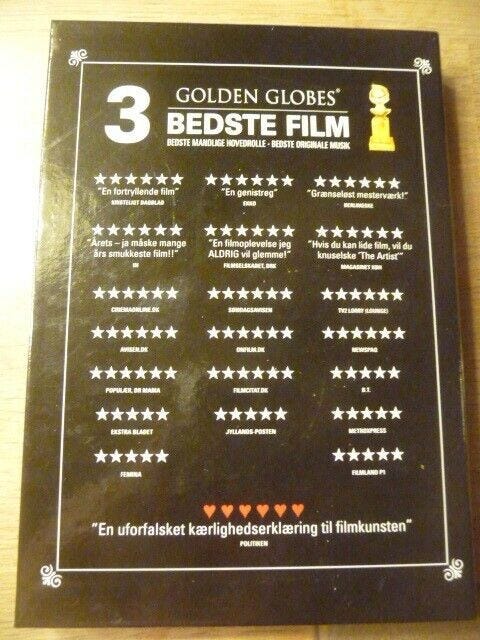 3
GOLDEN GLOBES®
BEDSTE FILM
BEDSTE MANDLIGE HOVEDROLLE · BEDSTE ORIGINALE MUSIK
"En fortryllende film"
KRISTELIGT DAGBLAD
"En genistreg"
EKKO
"Grænseløst mesterværk!"
BERLINGSKE
"Årets – ja måske mange
års smukkeste film!!"
IN
"En filmoplevelse jeg
ALDRIG vil glemme!"
FILMSELSKABET, DRK
"Hvis du kan lide film, vil du
knuselske 'The Artist'"
MAGASINET KBH
CINEMAONLINE.DK
SØNDAGSAVISEN
TV2 LORRY (LOUNGE)
AVISEN.DK
ONFILM.DK
NEWSPAQ
POPULÆR, DR MAMA
FILMCITAT.DK
B.T.
EKSTRA BLADET
JYLLANDS-POSTEN
METROXPRESS
FEMINA
FILMLAND P1
"En uforfalsket kærlighedserklæring til filmkunsten"
POLITIKEN